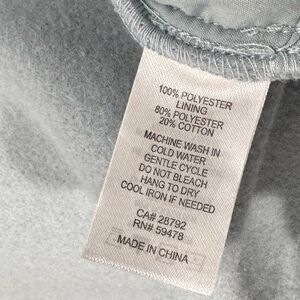 100% POLYESTER
LINING
80% POLYESTER
20% COTTON
MACHINE WASH IN
COLD WATER
GENTLE CYCLE
DO NOT BLEACH
HANG TO DRY
COOL IRON IF NEEDED
CA# 28792
RN# 59478
MADE IN CHINA